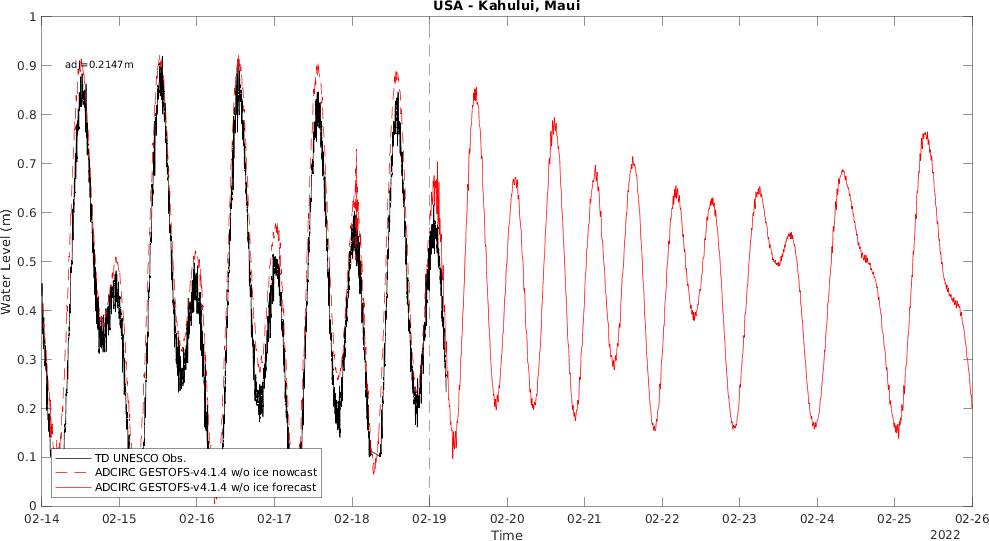 USA - Kahului, Maui
1
0.9
0.8
0.7
0.6
0.5
0.4
0.3
0.2
0.1
0
Water Level (m)
adj=0.2147m
TD UNESCO Obs.
ADCIRC GESTOFS-v4.1.4 w/o ice nowcast
ADCIRC GESTOFS-v4.1.4 w/o ice forecast
02-14 02-15 02-16 02-17 02-18 02-19 02-20 02-21 02-22 02-23 02-24 02-25 02-26
Time
2022